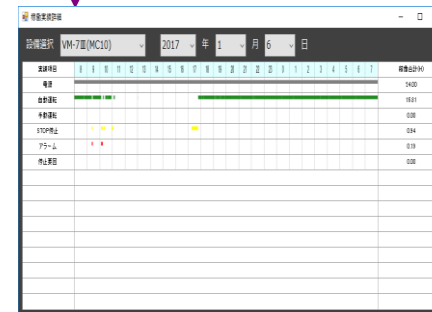 稼働実績詳細
設備選択 VM-7Ⅲ(MC10) 2017 年 1 月 6 日
実績項目 8 9 10 11 12 13 14 15 16 17 18 19 20 21 22 23 0 1 2 3 4 5 6 7 稼働合計(H)
電源
自動運転
手動運転 0.00
STOP停止 0.94
アラーム 0.19
停止要因 0.00